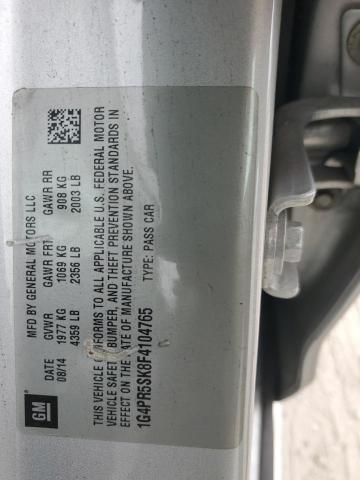 MFD BY GENERAL MOTORS LLC
DATE GVWR GAWR FRT GAWR RR
08/14 1977 KG 1069 KG 908 KG
4359 LB 2356 LB 2003 LB
THIS VEHICLE CONFORMS TO ALL APPLICABLE U.S. FEDERAL MOTOR
VEHICLE SAFETY, BUMPER, AND THEFT PREVENTION STANDARDS IN
EFFECT ON THE DATE OF MANUFACTURE SHOWN ABOVE.
1G4PR5SK8F4104765 TYPE: PASS CAR
GM